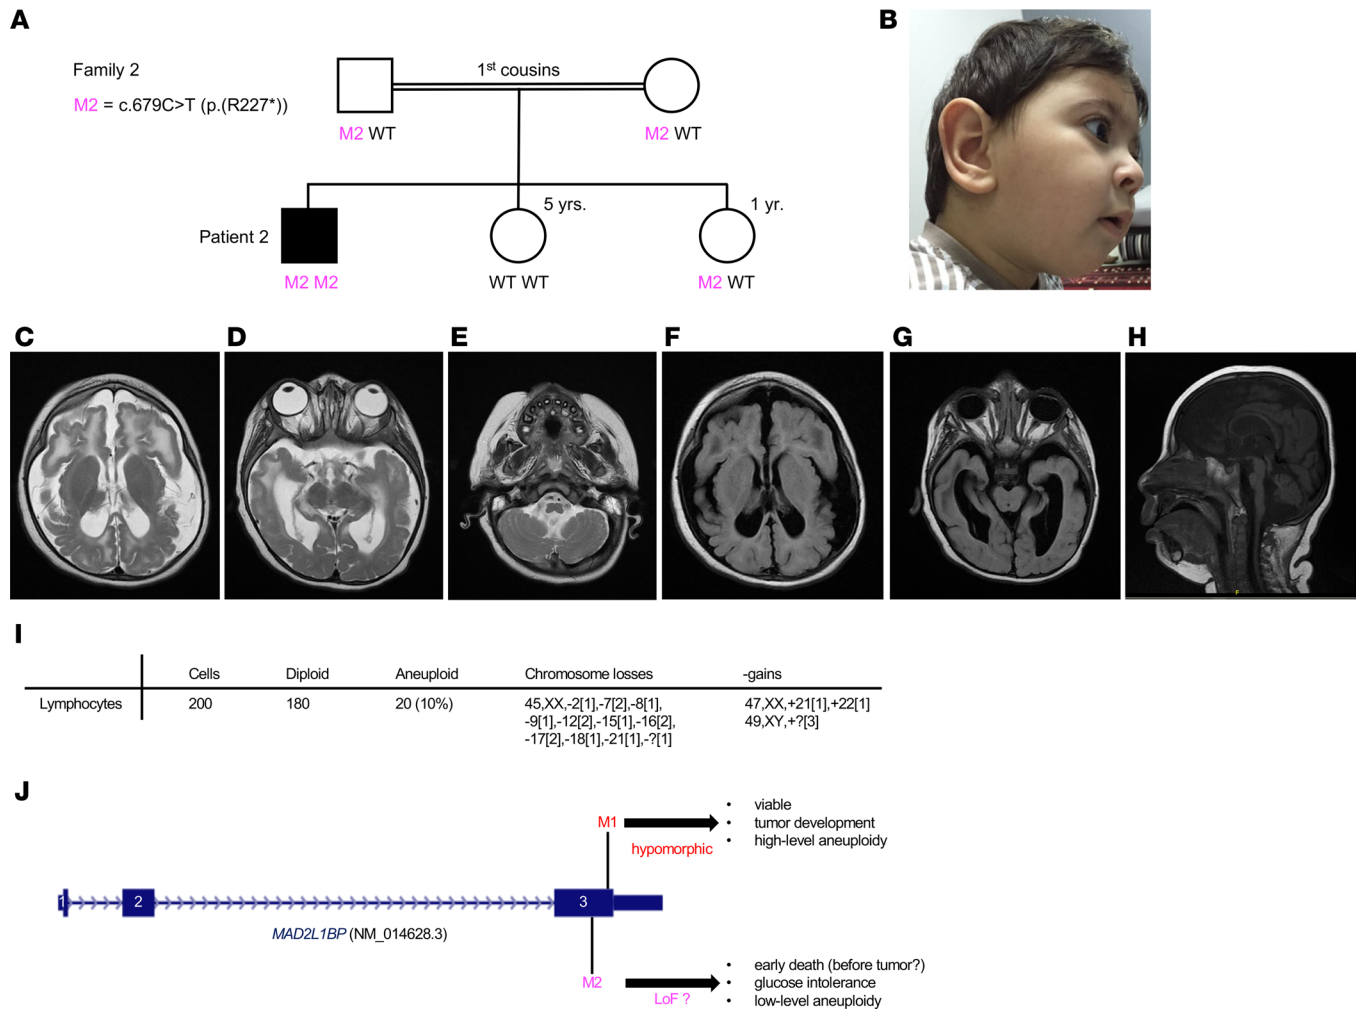 A
Family 2
M2 = c.679C>T (p.(R227*))
1st cousins
M2 WT
M2 WT
5 yrs.
1 yr.
Patient 2
M2 M2
WT WT
M2 WT
B
C
D
E
F
G
H
F
I
Cells Diploid Aneuploid Chromosome losses -gains
Lymphocytes 200 180 20 (10%) 45,XX,-2[1],-7[2],-8[1], 47,XX,+21[1],+22[1]
-9[1],-12[2],-15[1],-16[2], 49,XY,+?[3]
-17[2],-18[1],-21[1],-?[1]
J
M1
hypomorphic
• viable
• tumor development
• high-level aneuploidy
1 2 3
MAD2L1BP (NM_014628.3)
M2
LoF ?
• early death (before tumor?)
• glucose intolerance
• low-level aneuploidy